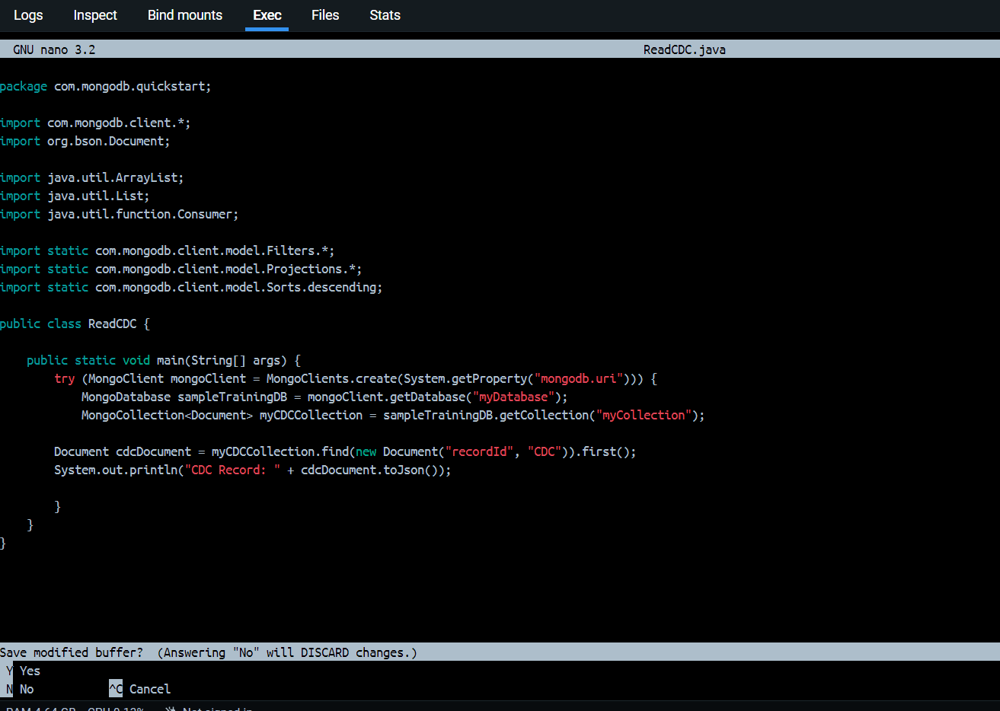 Logs Inspect Bind mounts Exec Files Stats
GNU nano 3.2 ReadCDC.java
package com.mongodb.quickstart;
import com.mongodb.client.*;
import org.bson.Document;
import java.util.ArrayList;
import java.util.List;
import java.util.function.Consumer;
import static com.mongodb.client.model.Filters.*;
import static com.mongodb.client.model.Projections.*;
import static com.mongodb.client.model.Sorts.descending;
public class ReadCDC {
    public static void main(String[] args) {
        try (MongoClient mongoClient = MongoClients.create(System.getProperty("mongodb.uri"))) {
            MongoDatabase sampleTrainingDB = mongoClient.getDatabase("myDatabase");
            MongoCollection<Document> myCDCCollection = sampleTrainingDB.getCollection("myCollection");
        Document cdcDocument = myCDCCollection.find(new Document("recordId", "CDC")).first();
        System.out.println("CDC Record: " + cdcDocument.toJson());
        }
    }
}
Save modified buffer?  (Answering "No" will DISCARD changes.)
Y Yes
N No ^C Cancel